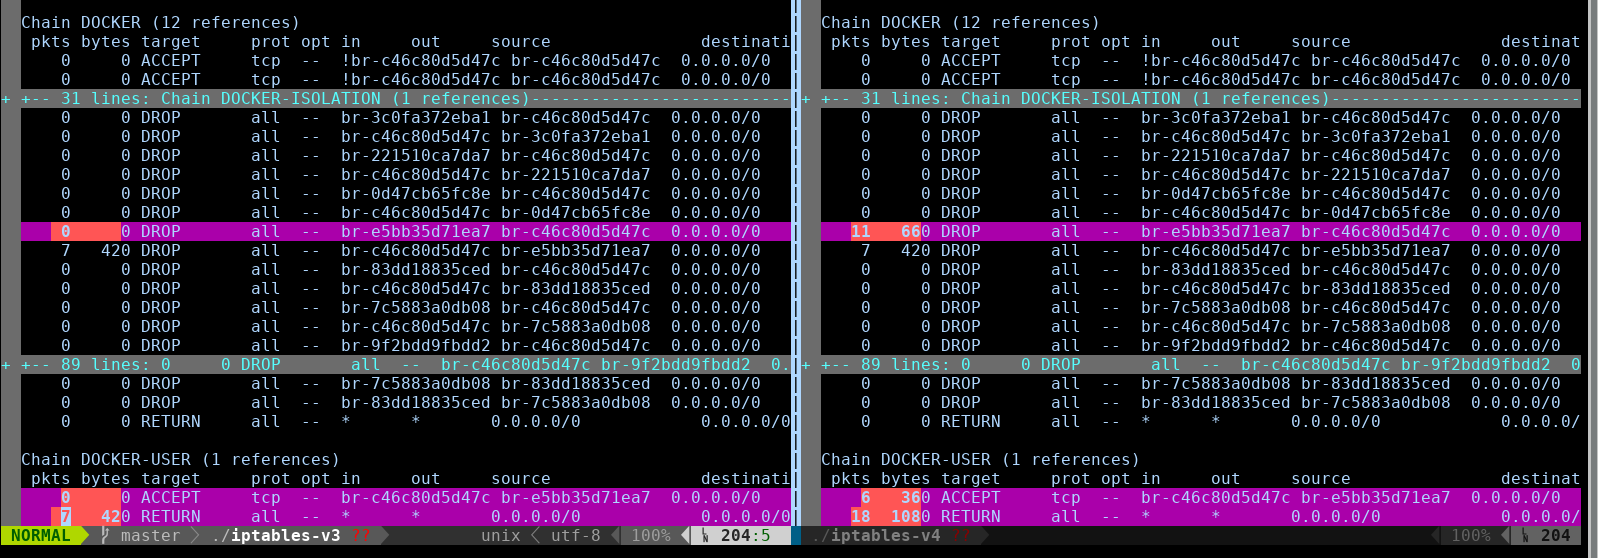 Chain DOCKER (12 references)
 pkts bytes target     prot opt in     out     source               destinati
    0     0 ACCEPT     tcp  --  !br-c46c80d5d47c br-c46c80d5d47c  0.0.0.0/0
    0     0 ACCEPT     tcp  --  !br-c46c80d5d47c br-c46c80d5d47c  0.0.0.0/0
+ +-- 31 lines: Chain DOCKER-ISOLATION (1 references)--------------------------
    0     0 DROP       all  --  br-3c0fa372eba1 br-c46c80d5d47c  0.0.0.0/0
    0     0 DROP       all  --  br-c46c80d5d47c br-3c0fa372eba1  0.0.0.0/0
    0     0 DROP       all  --  br-221510ca7da7 br-c46c80d5d47c  0.0.0.0/0
    0     0 DROP       all  --  br-c46c80d5d47c br-221510ca7da7  0.0.0.0/0
    0     0 DROP       all  --  br-0d47cb65fc8e br-c46c80d5d47c  0.0.0.0/0
    0     0 DROP       all  --  br-c46c80d5d47c br-0d47cb65fc8e  0.0.0.0/0
    0     0 DROP       all  --  br-e5bb35d71ea7 br-c46c80d5d47c  0.0.0.0/0
    7   420 DROP       all  --  br-c46c80d5d47c br-e5bb35d71ea7  0.0.0.0/0
    0     0 DROP       all  --  br-83dd18835ced br-c46c80d5d47c  0.0.0.0/0
    0     0 DROP       all  --  br-c46c80d5d47c br-83dd18835ced  0.0.0.0/0
    0     0 DROP       all  --  br-7c5883a0db08 br-c46c80d5d47c  0.0.0.0/0
    0     0 DROP       all  --  br-c46c80d5d47c br-7c5883a0db08  0.0.0.0/0
    0     0 DROP       all  --  br-9f2bdd9fbdd2 br-c46c80d5d47c  0.0.0.0/0
+ +-- 89 lines: 0     0 DROP       all  --  br-c46c80d5d47c br-9f2bdd9fbdd2  0.
    0     0 DROP       all  --  br-7c5883a0db08 br-83dd18835ced  0.0.0.0/0
    0     0 DROP       all  --  br-83dd18835ced br-7c5883a0db08  0.0.0.0/0
    0     0 RETURN     all  --  *      *       0.0.0.0/0            0.0.0.0/0
Chain DOCKER-USER (1 references)
 pkts bytes target     prot opt in     out     source               destinati
    0     0 ACCEPT     tcp  --  br-c46c80d5d47c br-e5bb35d71ea7  0.0.0.0/0
    7   420 RETURN     all  --  *      *       0.0.0.0/0            0.0.0.0/0
NORMAL master ./iptables-v3 ?? unix utf-8 100% 204:5
Chain DOCKER (12 references)
 pkts bytes target     prot opt in     out     source               destinat
    0     0 ACCEPT     tcp  --  !br-c46c80d5d47c br-c46c80d5d47c  0.0.0.0/0
    0     0 ACCEPT     tcp  --  !br-c46c80d5d47c br-c46c80d5d47c  0.0.0.0/0
+ +-- 31 lines: Chain DOCKER-ISOLATION (1 references)-------------------------
    0     0 DROP       all  --  br-3c0fa372eba1 br-c46c80d5d47c  0.0.0.0/0
    0     0 DROP       all  --  br-c46c80d5d47c br-3c0fa372eba1  0.0.0.0/0
    0     0 DROP       all  --  br-221510ca7da7 br-c46c80d5d47c  0.0.0.0/0
    0     0 DROP       all  --  br-c46c80d5d47c br-221510ca7da7  0.0.0.0/0
    0     0 DROP       all  --  br-0d47cb65fc8e br-c46c80d5d47c  0.0.0.0/0
    0     0 DROP       all  --  br-c46c80d5d47c br-0d47cb65fc8e  0.0.0.0/0
   11   660 DROP       all  --  br-e5bb35d71ea7 br-c46c80d5d47c  0.0.0.0/0
    7   420 DROP       all  --  br-c46c80d5d47c br-e5bb35d71ea7  0.0.0.0/0
    0     0 DROP       all  --  br-83dd18835ced br-c46c80d5d47c  0.0.0.0/0
    0     0 DROP       all  --  br-c46c80d5d47c br-83dd18835ced  0.0.0.0/0
    0     0 DROP       all  --  br-7c5883a0db08 br-c46c80d5d47c  0.0.0.0/0
    0     0 DROP       all  --  br-c46c80d5d47c br-7c5883a0db08  0.0.0.0/0
    0     0 DROP       all  --  br-9f2bdd9fbdd2 br-c46c80d5d47c  0.0.0.0/0
+ +-- 89 lines: 0     0 DROP       all  --  br-c46c80d5d47c br-9f2bdd9fbdd2  0
    0     0 DROP       all  --  br-7c5883a0db08 br-83dd18835ced  0.0.0.0/0
    0     0 DROP       all  --  br-83dd18835ced br-7c5883a0db08  0.0.0.0/0
    0     0 RETURN     all  --  *      *       0.0.0.0/0            0.0.0.0/
Chain DOCKER-USER (1 references)
 pkts bytes target     prot opt in     out     source               destinat
    6   360 ACCEPT     tcp  --  br-c46c80d5d47c br-e5bb35d71ea7  0.0.0.0/0
   18  1080 RETURN     all  --  *      *       0.0.0.0/0            0.0.0.0/
./iptables-v4 ?? 100% 204